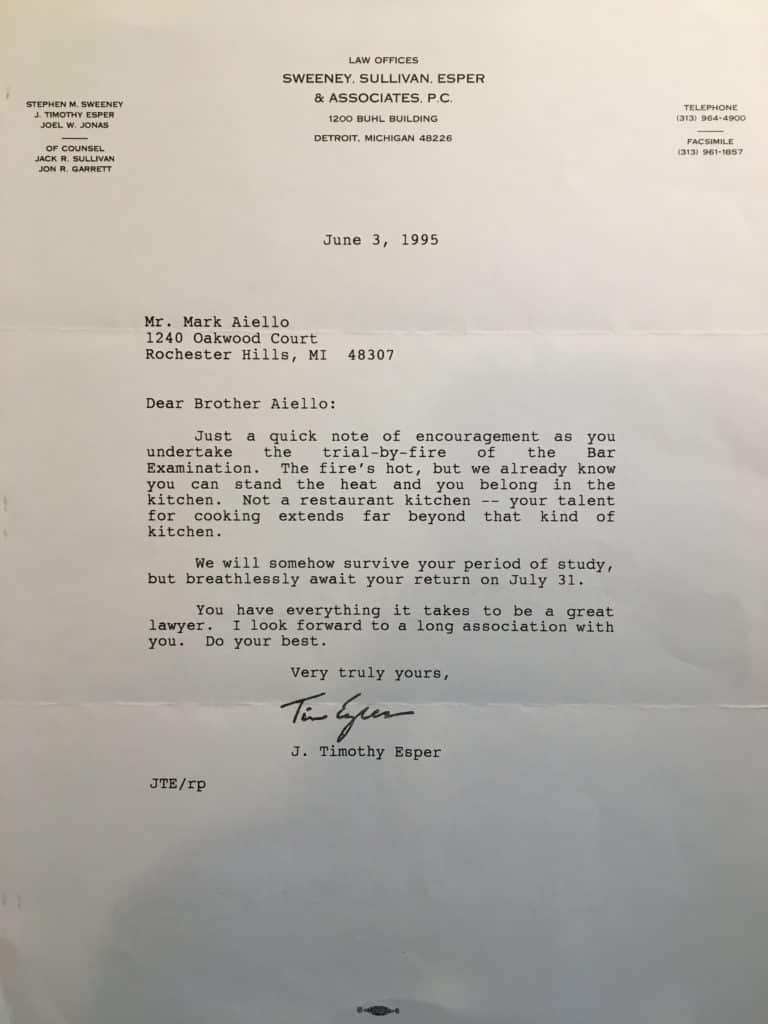 LAW OFFICES
SWEENEY, SULLIVAN, ESPER
& ASSOCIATES, P.C.
1200 BUHL BUILDING
DETROIT, MICHIGAN 48226
STEPHEN M. SWEENEY
J. TIMOTHY ESPER
JOEL W. JONAS
OF COUNSEL
JACK R. SULLIVAN
JON R. GARRETT
TELEPHONE
(313) 964-4900
FACSIMILE
(313) 961-1857
June 3, 1995
Mr. Mark Aiello
1240 Oakwood Court
Rochester Hills, MI 48307
Dear Brother Aiello:
Just a quick note of encouragement as you
undertake the trial-by-fire of the Bar
Examination. The fire's hot, but we already know
you can stand the heat and you belong in the
kitchen. Not a restaurant kitchen -- your talent
for cooking extends far beyond that kind of
kitchen.
We will somehow survive your period of study,
but breathlessly await your return on July 31.
You have everything it takes to be a great
lawyer. I look forward to a long association with
you. Do your best.
Very truly yours,
Tim Esper
J. Timothy Esper
JTE/rp